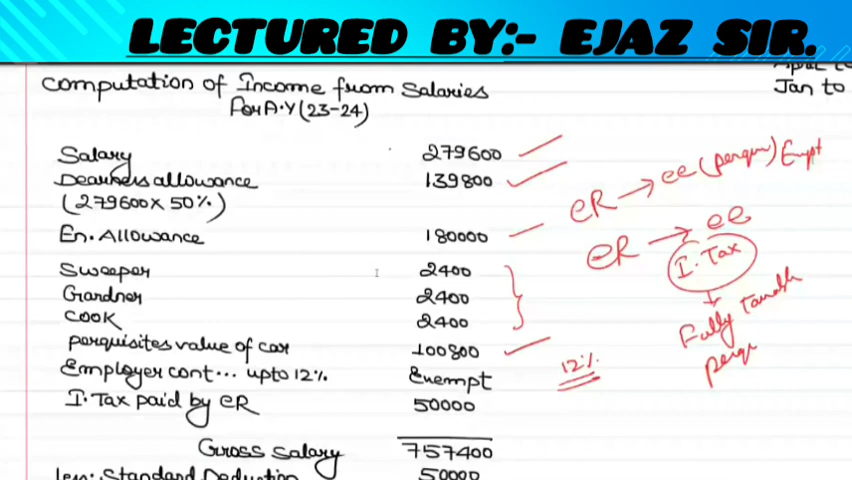 LECTURED BY:- EJAZ SIR.
Computation of Income from Salaries
For A.Y (23-24)
Jan to
Salary 279600
Dearness allowance 139800
(279600 x 50%)
En. Allowance 180000
Sweeper 2400
Gardner 2400
COOK 2400
perquisites value of car 100800
Employer cont... upto 12% Exempt
I.Tax paid by eR 50000
Gross Salary 757400
less: Standard Deduction 50000
eR → ee (perqu) Exmpt
eR → ee
I.Tax
Fully Taxable
perqu
12%